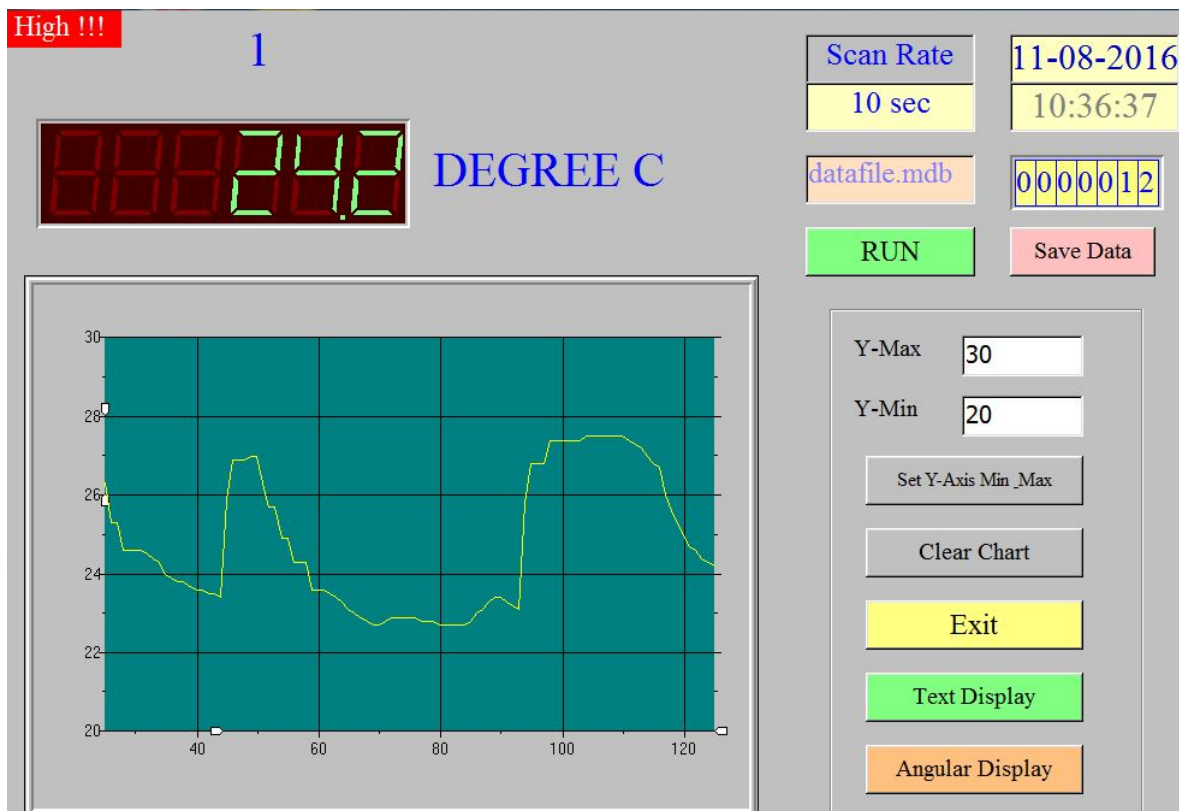 High !!!
1
Scan Rate
11-08-2016
10 sec
10:36:37
24.2
DEGREE C
datafile.mdb
0000012
RUN
Save Data
Y-Max
30
Y-Min
20
Set Y-Axis Min _Max
Clear Chart
Exit
Text Display
Angular Display
30
28
26
24
22
20
40 60 80 100 120